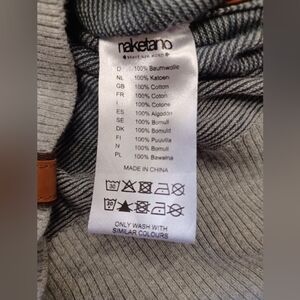 naketano
D 100% Baumwolle
NL 100% Katoen
GB 100% Cotton
FR 100% Coton
I 100% Cotone
ES 100% Algodón
SE 100% Bomull
DK 100% Bomuld
FI 100% Puuvilla
N 100% Bomull
PL 100% Bawełna
MADE IN CHINA
30
ONLY WASH WITH
SIMILAR COLOURS